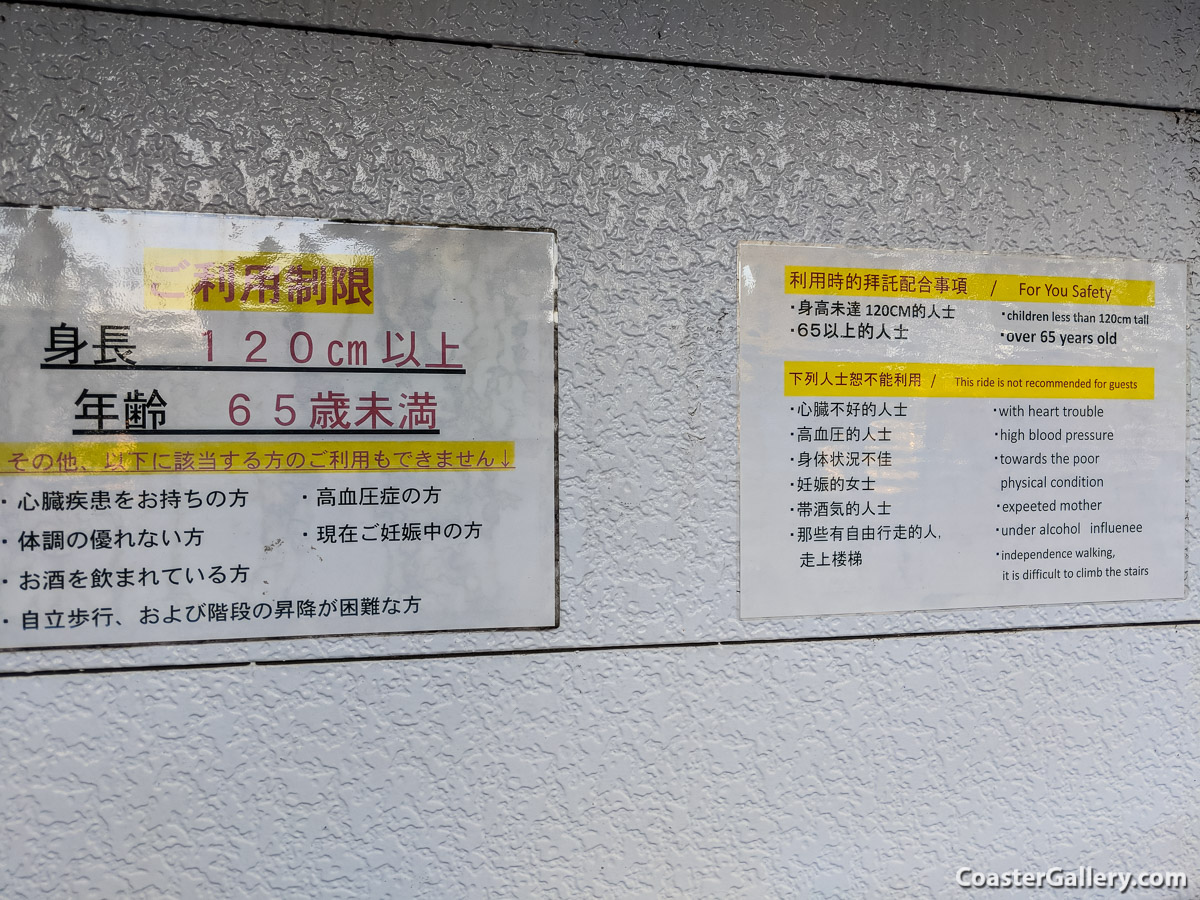 ご利用制限
身長　１２０㎝以上
年齢　６５歳未満
その他、以下に該当する方のご利用もできません↓
・心臓疾患をお持ちの方　・高血圧症の方
・体調の優れない方　・現在ご妊娠中の方
・お酒を飲まれている方
・自立歩行、および階段の昇降が困難な方
利用時的拜託配合事項 / For You Safety
・身高未達 120CM的人士 ・children less than 120cm tall
・65以上的人士 ・over 65 years old
下列人士恕不能利用 / This ride is not recommended for guests
・心臓不好的人士 ・with heart trouble
・高血圧的人士 ・high blood pressure
・身体状況不佳 ・towards the poor
physical condition
・妊娠的女士 ・expeeted mother
・帯酒気的人士 ・under alcohol influenee
・那些有自由行走的人, ・independence walking,
走上楼梯 it is difficult to climb the stairs
CoasterGallery.com